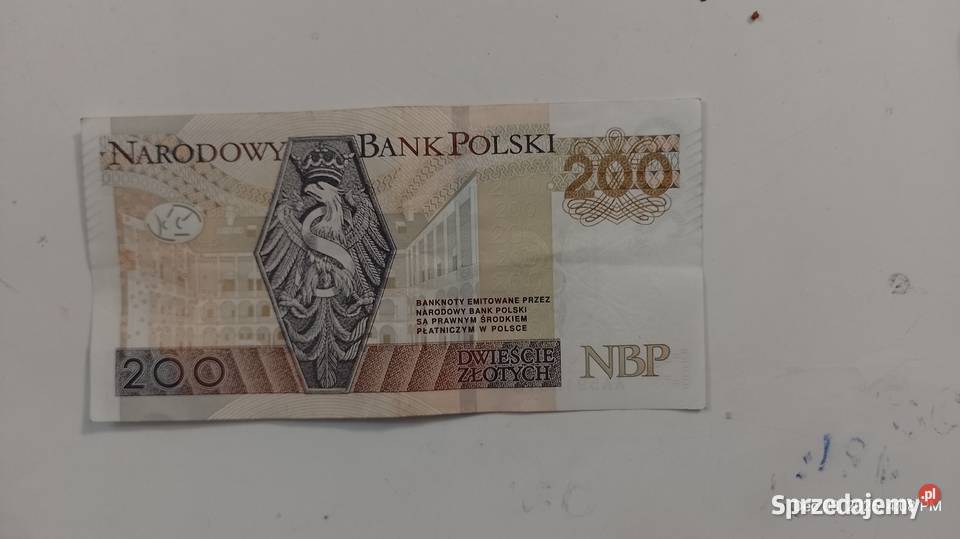 NARODOWY BANK POLSKI
200
BANKNOTY EMITOWANE PRZEZ
NARODOWY BANK POLSKI
SĄ PRAWNYM ŚRODKIEM
PŁATNICZYM W POLSCE
200
DWIEŚCIE
ZŁOTYCH
NBP
Sprzedajemy.pl